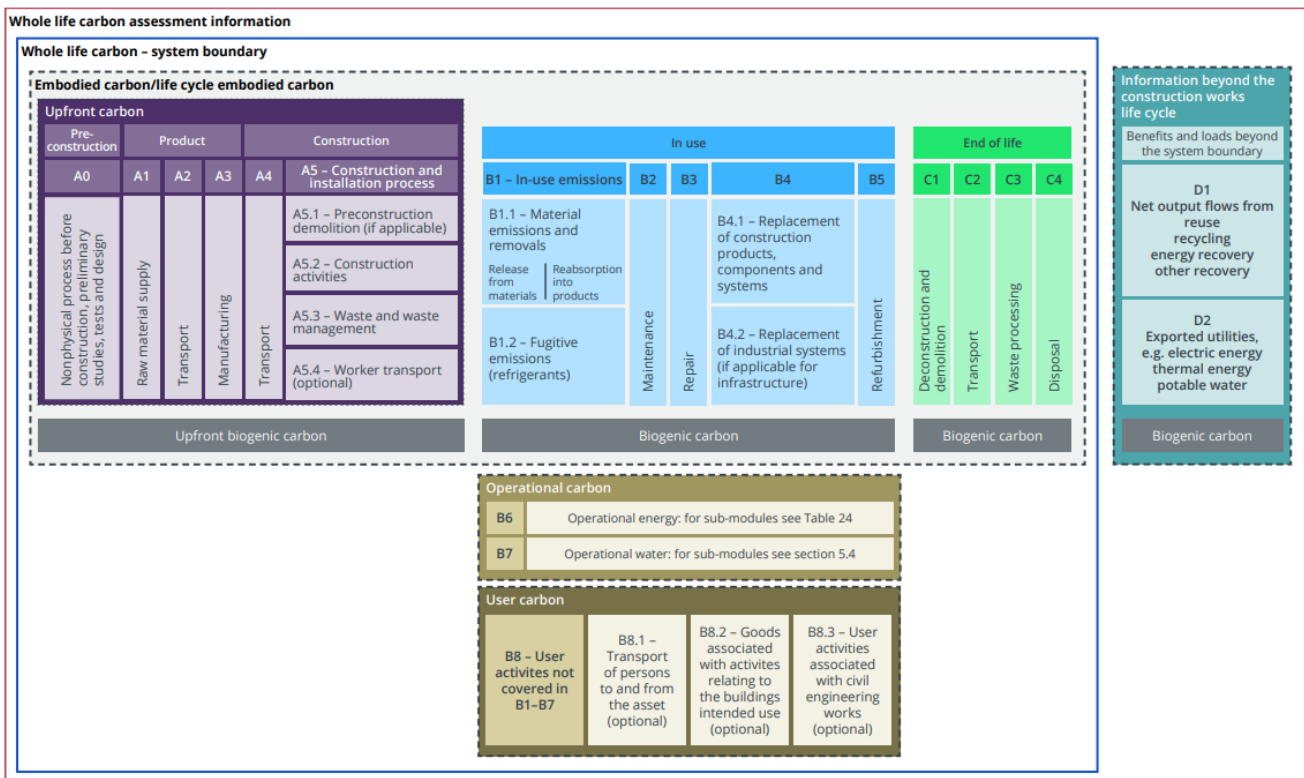 Whole life carbon assessment information
Whole life carbon – system boundary
Embodied carbon/life cycle embodied carbon
Upfront carbon
Pre-
construction
Product
Construction
A0
A1
A2
A3
A4
A5 – Construction and
installation process
Nonphysical process before
construction, preliminary
studies, tests and design
Raw material supply
Transport
Manufacturing
Transport
A5.1 – Preconstruction
demolition (if applicable)
A5.2 – Construction
activities
A5.3 – Waste and waste
management
A5.4 – Worker transport
(optional)
Upfront biogenic carbon
In use
B1 – In-use emissions
B2
B3
B4
B5
B1.1 – Material
emissions and
removals
Release
from
materials
Reabsorption
into
products
B1.2 – Fugitive
emissions
(refrigerants)
Maintenance
Repair
B4.1 – Replacement
of construction
products,
components and
systems
B4.2 – Replacement
of industrial systems
(if applicable for
infrastructure)
Refurbishment
Biogenic carbon
End of life
C1
C2
C3
C4
Deconstruction and
demolition
Transport
Waste processing
Disposal
Biogenic carbon
Information beyond the
construction works
life cycle
Benefits and loads beyond
the system boundary
D1
Net output flows from
reuse
recycling
energy recovery
other recovery
D2
Exported utilities,
e.g. electric energy
thermal energy
potable water
Biogenic carbon
Operational carbon
B6
Operational energy: for sub-modules see Table 24
B7
Operational water: for sub-modules see section 5.4
User carbon
B8 – User
activites not
covered in
B1–B7
B8.1 –
Transport
of persons
to and from
the asset
(optional)
B8.2 – Goods
associated
with activites
relating to
the buildings
intended use
(optional)
B8.3 – User
activities
associated
with civil
engineering
works
(optional)